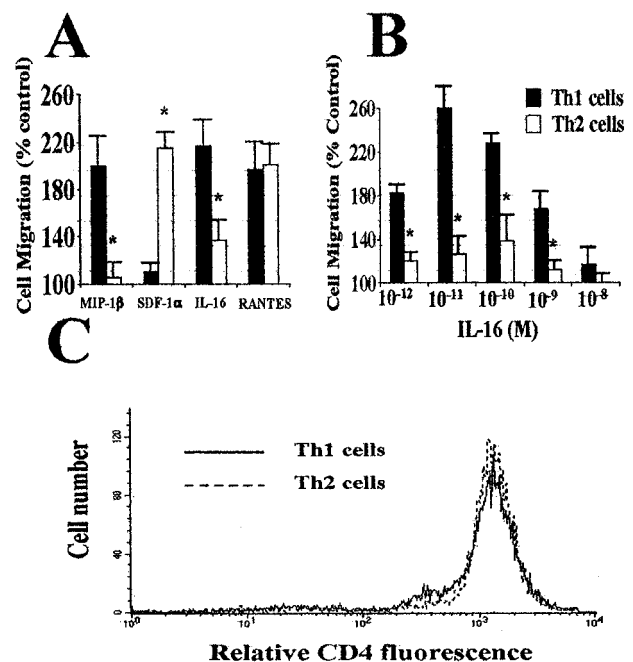 A
B
Cell Migration (% control)
260
220
180
140
100
*
*
*
MIP-1β SDF-1α IL-16 RANTES
Cell Migration (% Control)
260
220
180
140
100
Th1 cells
Th2 cells
*
*
*
*
10-12 10-11 10-10 10-9 10-8
IL-16 (M)
C
Cell number
120
80
40
0
Th1 cells
Th2 cells
10⁰ 10¹ 10² 10³ 10⁴
Relative CD4 fluorescence